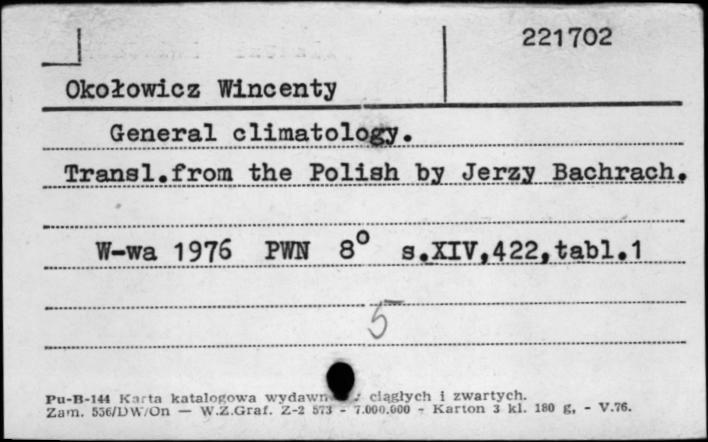 221702
Okołowicz Wincenty
General climatology.
Transl.from the Polish by Jerzy Bachrach.
W-wa 1976 PWN 8° s.XIV,422,tabl.1
5
Pu-B-144 Karta katalogowa wydawn ciągłych i zwartych.
Zam. 556/DW/On — W.Z.Graf. Z-2 573 - 7.000.000 - Karton 3 kl. 180 g, - V.76.